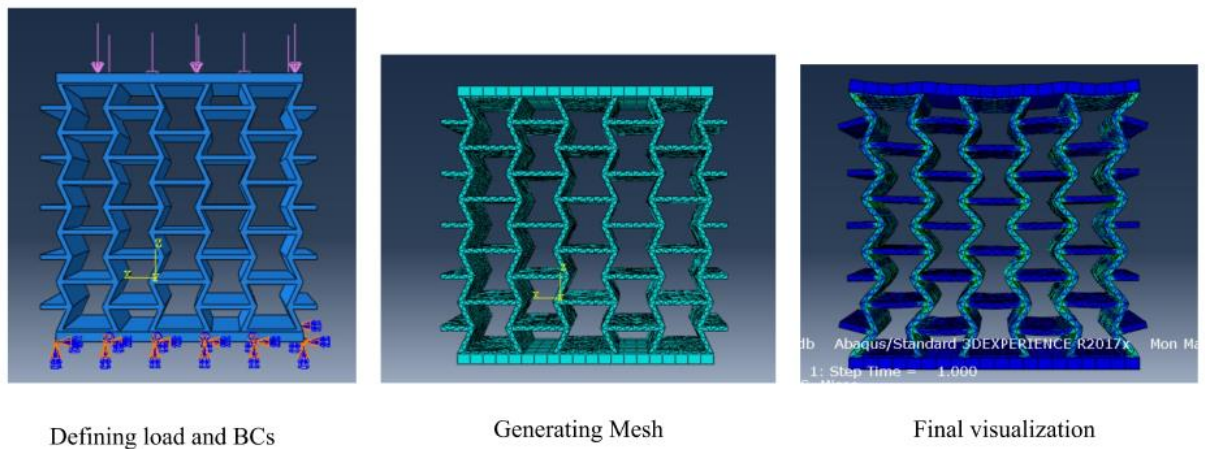 db Abaqus/Standard 3DEXPERIENCE R2017x Mon Ma
1: Step Time = 1.000
Defining load and BCs
Generating Mesh
Final visualization